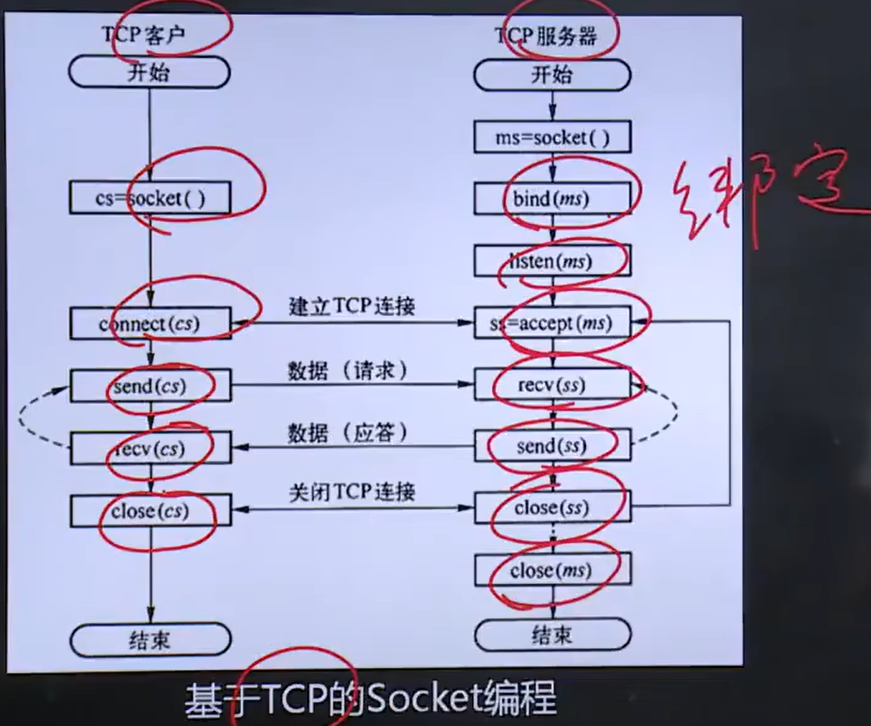 TCP客户
开始
cs=socket( )
connect(cs)
send(cs)
recv(cs)
close(cs)
结束
建立TCP连接
数据（请求）
数据（应答）
关闭TCP连接
TCP服务器
开始
ms=socket( )
bind(ms)
listen(ms)
ss=accept(ms)
recv(ss)
send(ss)
close(ss)
close(ms)
结束
绑定
基于TCP的Socket编程